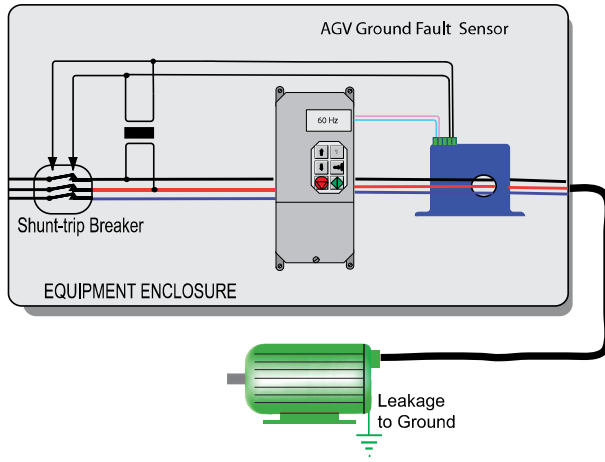 AGV Ground Fault Sensor
60 Hz
Shunt-trip Breaker
EQUIPMENT ENCLOSURE
Leakage
to Ground